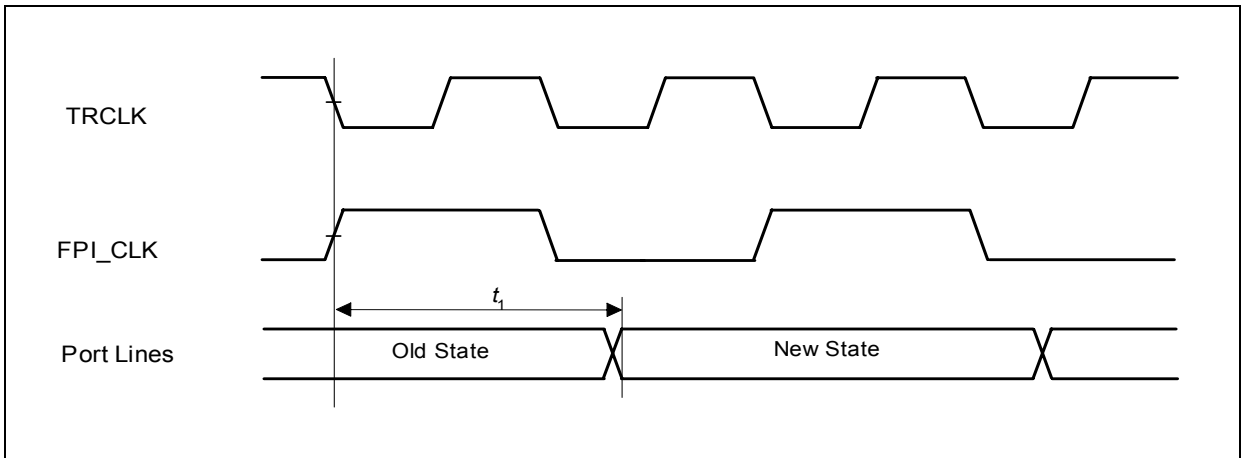 TRCLK
FPI_CLK
t1
Port Lines
Old State
New State